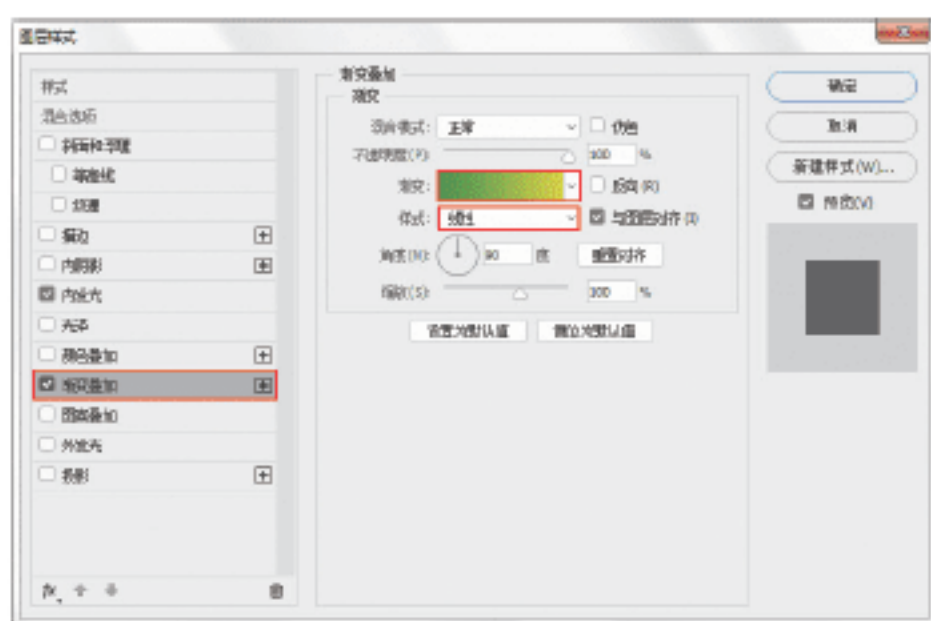 图层样式
样式
混合选项
斜面和浮雕
等高线
纹理
描边
内阴影
内发光
光泽
颜色叠加
渐变叠加
图案叠加
外发光
投影
fx
渐变叠加
渐变
混合模式: 正常 仿色
不透明度(P): 100 %
渐变: 反向(R)
样式: 线性 与图层对齐(I)
角度(N): 90 度 重置对齐
缩放(S): 100 %
设置为默认值 复位为默认值
确定
取消
新建样式(W)...
预览(V)